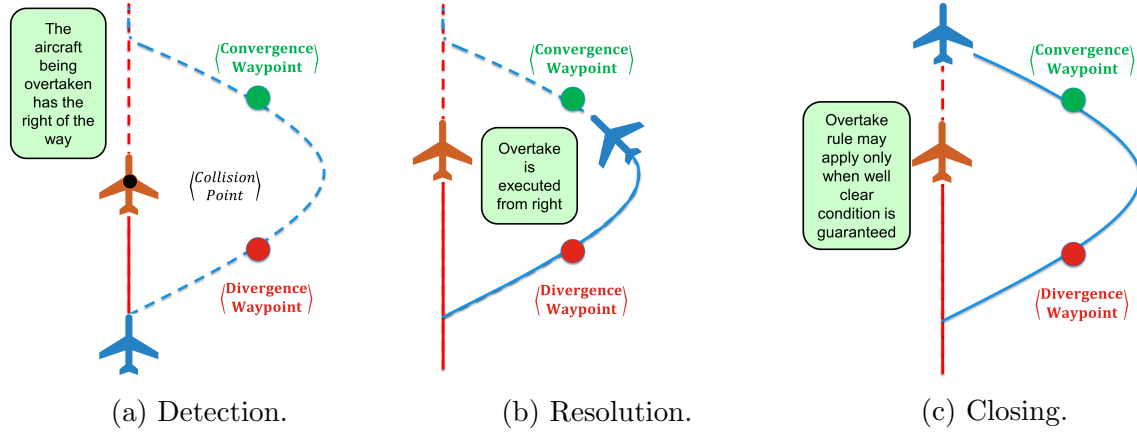 The
aircraft
being
overtaken
has the
right of the
way
⟨Convergence
Waypoint⟩
⟨Collision
Point⟩
⟨Divergence
Waypoint⟩
(a) Detection.
⟨Convergence
Waypoint⟩
Overtake
is
executed
from right
⟨Divergence
Waypoint⟩
(b) Resolution.
⟨Convergence
Waypoint⟩
Overtake
rule may
apply only
when well
clear
condition is
guaranteed
⟨Divergence
Waypoint⟩
(c) Closing.